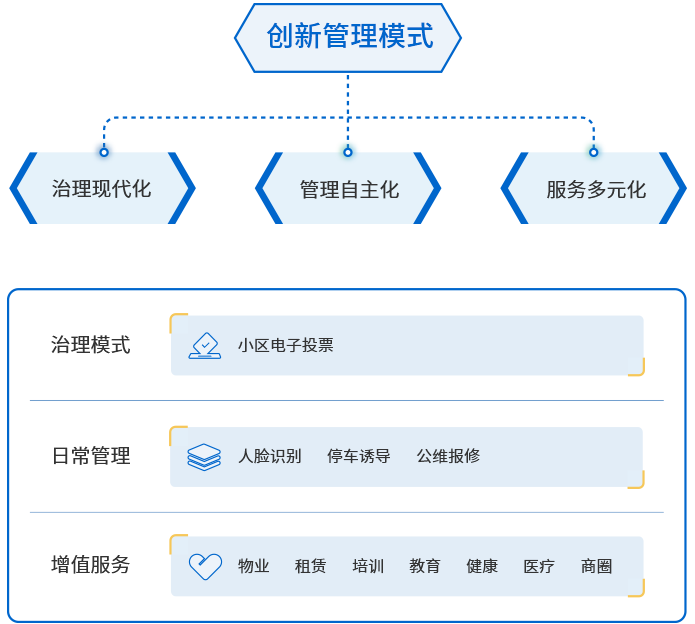 创新管理模式
治理现代化 管理自主化 服务多元化
治理模式 小区电子投票
日常管理 人脸识别 停车诱导 公维报修
增值服务 物业 租赁 培训 教育 健康 医疗 商圈